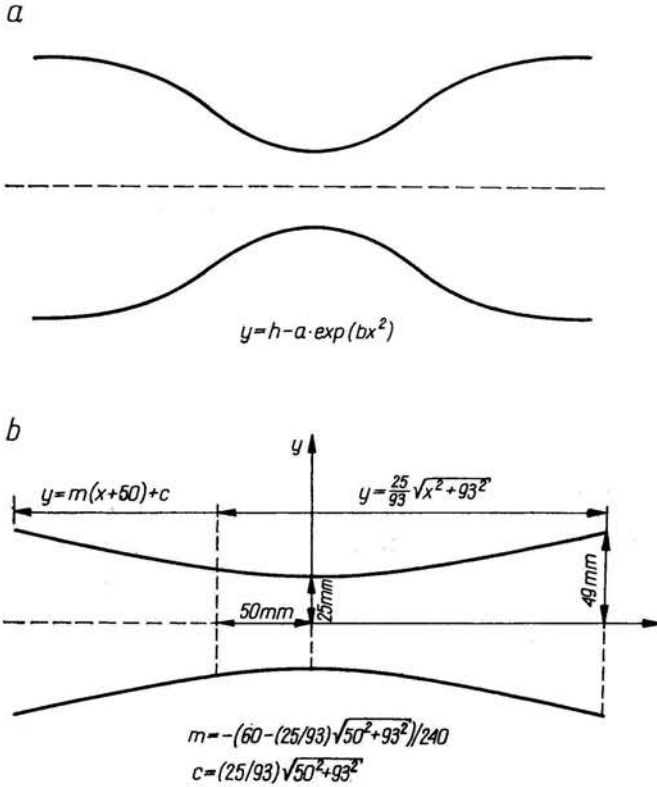 a
y=h-a·exp(bx²)
b
y
y=m(x+50)+c
y=25/93√x²+93²
50mm
25mm
49mm
m=-(60-(25/93)√50²+93²)/240
c=(25/93)√50²+93²